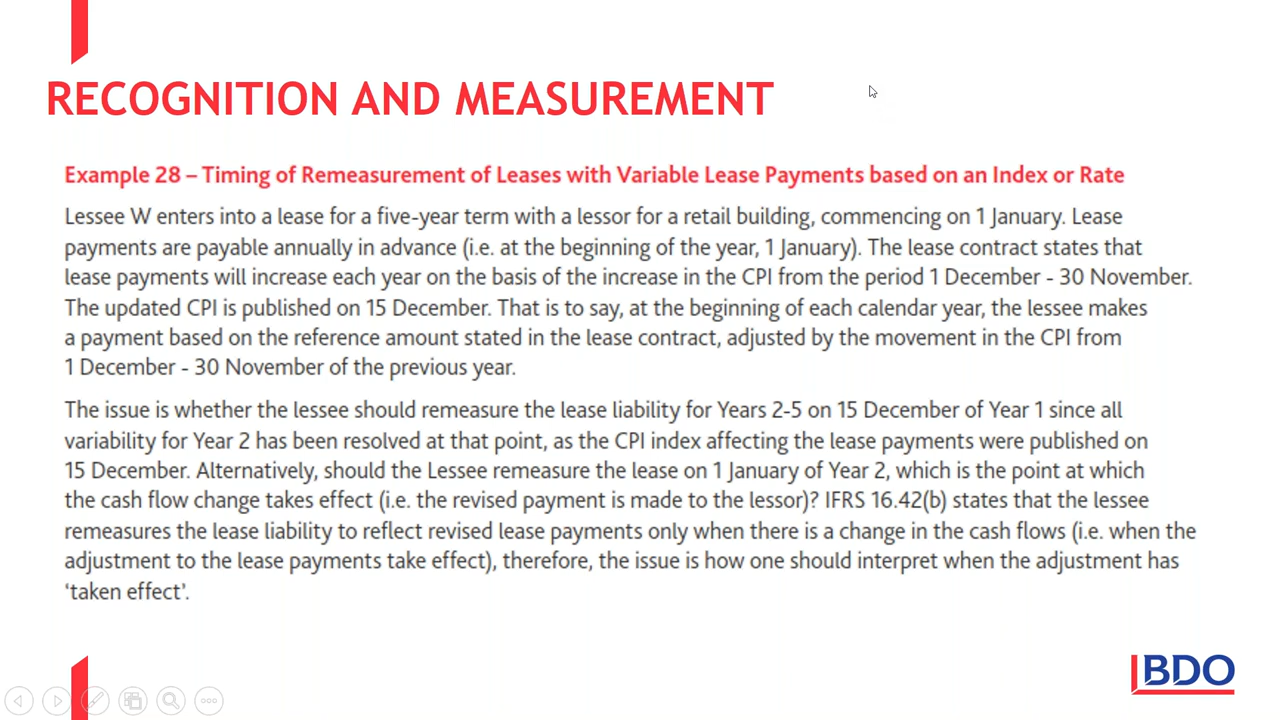 RECOGNITION AND MEASUREMENT
Example 28 – Timing of Remeasurement of Leases with Variable Lease Payments based on an Index or Rate
Lessee W enters into a lease for a five-year term with a lessor for a retail building, commencing on 1 January. Lease
payments are payable annually in advance (i.e. at the beginning of the year, 1 January). The lease contract states that
lease payments will increase each year on the basis of the increase in the CPI from the period 1 December - 30 November.
The updated CPI is published on 15 December. That is to say, at the beginning of each calendar year, the lessee makes
a payment based on the reference amount stated in the lease contract, adjusted by the movement in the CPI from
1 December - 30 November of the previous year.
The issue is whether the lessee should remeasure the lease liability for Years 2-5 on 15 December of Year 1 since all
variability for Year 2 has been resolved at that point, as the CPI index affecting the lease payments were published on
15 December. Alternatively, should the Lessee remeasure the lease on 1 January of Year 2, which is the point at which
the cash flow change takes effect (i.e. the revised payment is made to the lessor)? IFRS 16.42(b) states that the lessee
remeasures the lease liability to reflect revised lease payments only when there is a change in the cash flows (i.e. when the
adjustment to the lease payments take effect), therefore, the issue is how one should interpret when the adjustment has
‘taken effect’.
BDO